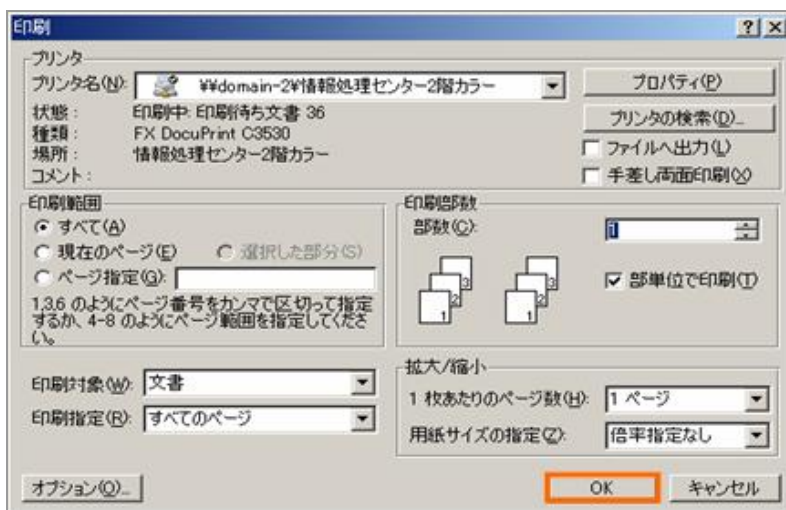 印刷
プリンタ
プリンタ名(N): ¥¥domain-2¥情報処理センター2階カラー
プロパティ(P)
状態: 印刷中: 印刷待ち文書 36
プリンタの検索(D)...
種類: FX DocuPrint C3530
場所: 情報処理センター2階カラー
ファイルへ出力(L)
コメント:
手差し両面印刷(X)
印刷範囲
すべて(A)
現在のページ(E) 選択した部分(S)
ページ指定(G):
1,3,6 のようにページ番号をカンマで区切って指定
するか、4-8 のようにページ範囲を指定してくださ
い。
印刷部数
部数(C): 1
部単位で印刷(T)
1 2 3 1 2 3
印刷対象(W): 文書
印刷指定(R): すべてのページ
拡大/縮小
1 枚あたりのページ数(H): 1 ページ
用紙サイズの指定(Z): 倍率指定なし
オプション(O)...
OK
キャンセル